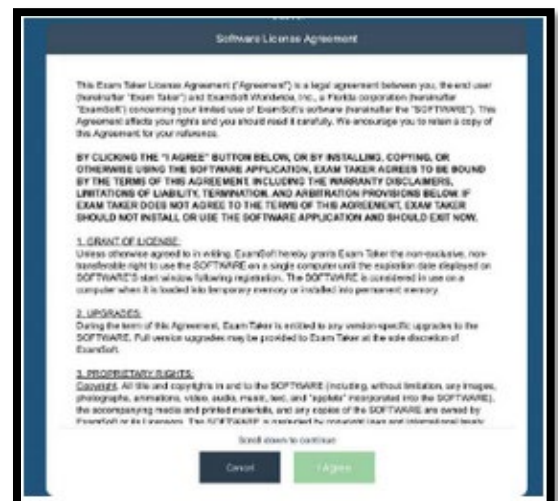 Software License Agreement
This Exam Taker License Agreement ("Agreement") is a legal agreement between you, the end user
(hereinafter "Exam Taker") and ExamSoft Worldwide, Inc., a Florida corporation (hereinafter
"ExamSoft") concerning your limited use of ExamSoft's software (hereinafter the "SOFTWARE"). This
Agreement affects your rights and you should read it carefully. We encourage you to retain a copy of
this Agreement for your reference.
BY CLICKING THE "I AGREE" BUTTON BELOW, OR BY INSTALLING, COPYING, OR
OTHERWISE USING THE SOFTWARE APPLICATION, EXAM TAKER AGREES TO BE BOUND
BY THE TERMS OF THIS AGREEMENT, INCLUDING THE WARRANTY DISCLAIMERS,
LIMITATIONS OF LIABILITY, TERMINATION, AND ARBITRATION PROVISIONS BELOW. IF
EXAM TAKER DOES NOT AGREE TO THE TERMS OF THIS AGREEMENT, EXAM TAKER
SHOULD NOT INSTALL OR USE THE SOFTWARE APPLICATION AND SHOULD EXIT NOW.
1. GRANT OF LICENSE:
Unless otherwise agreed to in writing, ExamSoft hereby grants Exam Taker the non-exclusive, non-
transferable right to use the SOFTWARE on a single computer until the expiration date displayed on
SOFTWARE'S start window following registration. The SOFTWARE is considered in use on a
computer when it is loaded into temporary memory or installed into permanent memory.
2. UPGRADES:
During the term of this Agreement, Exam Taker is entitled to any version-specific upgrades to the
SOFTWARE. Full version upgrades may be provided to Exam Taker at the sole discretion of
ExamSoft.
3. PROPRIETARY RIGHTS:
Copyright. All title and copyrights in and to the SOFTWARE (including, without limitation, any images,
photographs, animations, video, audio, music, text, and "applets" incorporated into the SOFTWARE),
the accompanying media and printed materials, and any copies of the SOFTWARE are owned by
ExamSoft or its Licensors. The SOFTWARE is protected by copyright laws and international treaty
Scroll down to continue
Cancel
I Agree